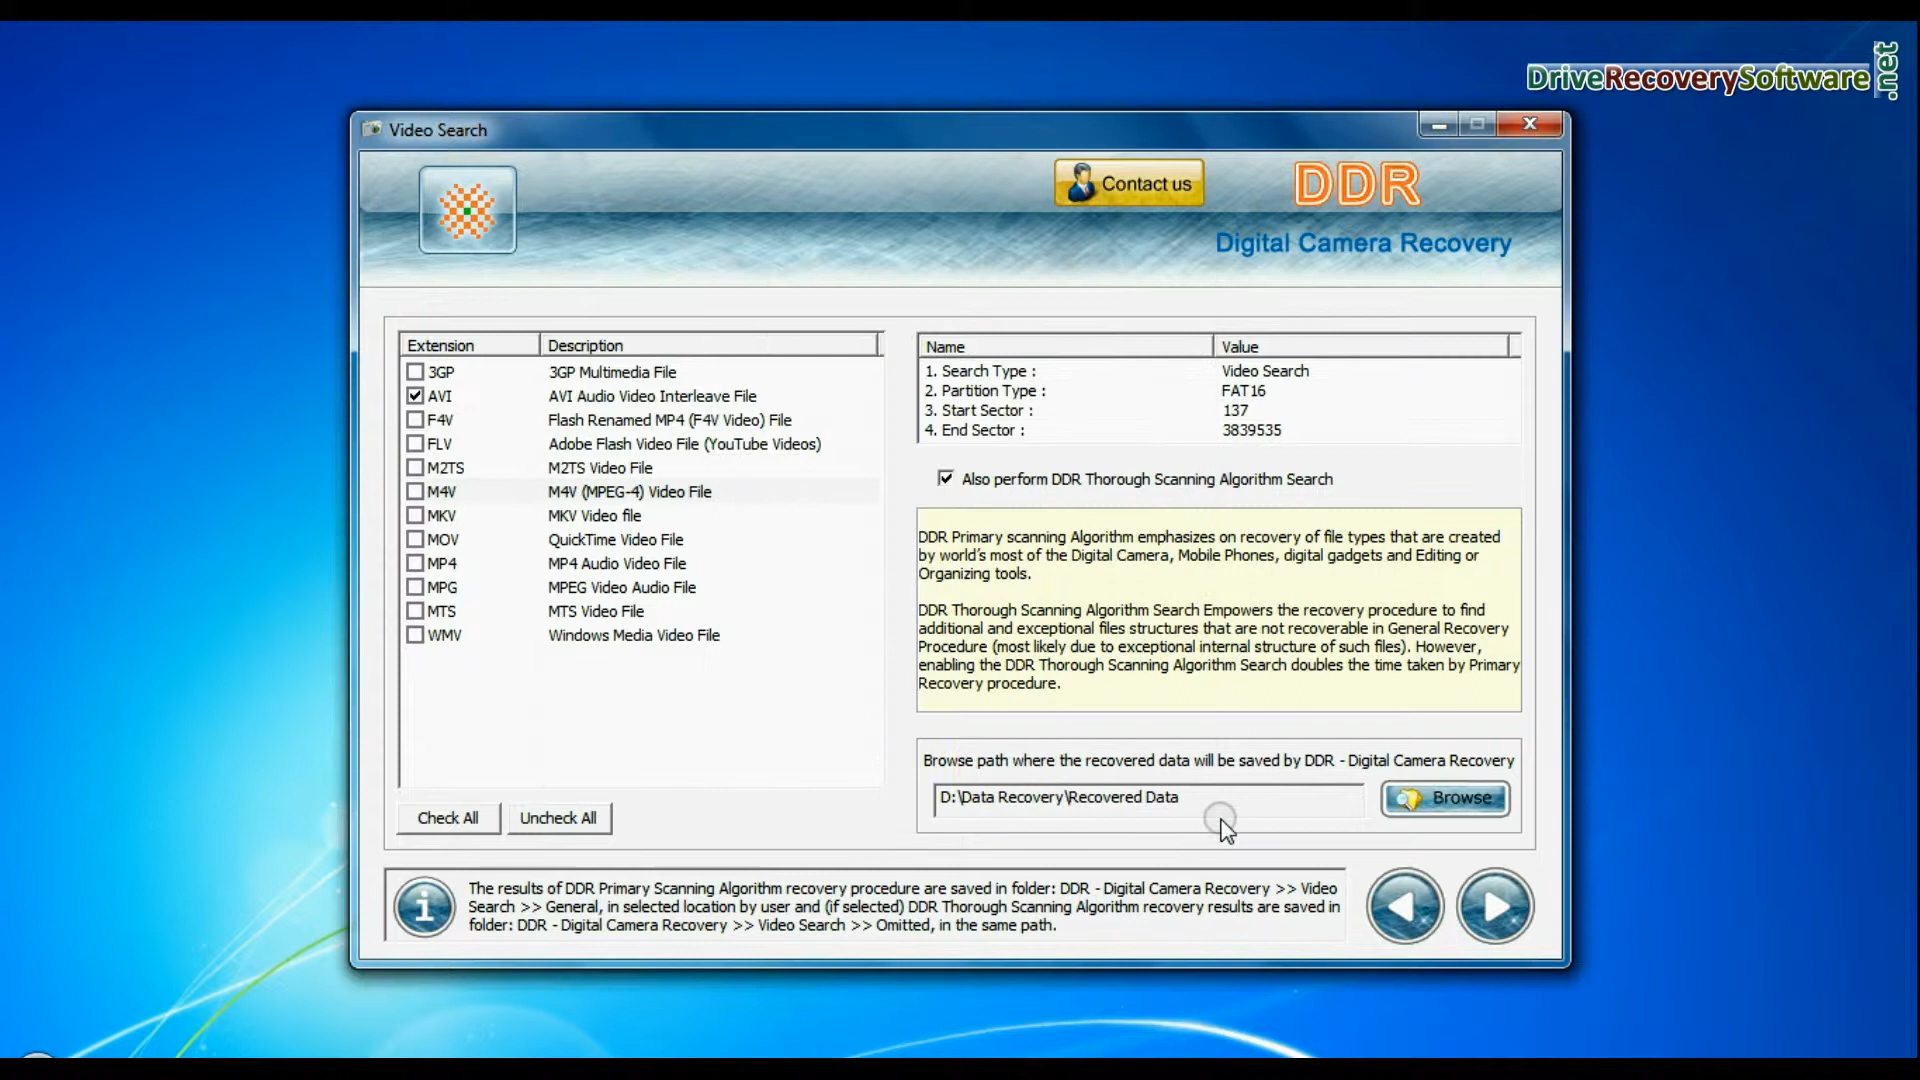 DriveRecoverySoftware.net
Video Search
Contact us
DDR
Digital Camera Recovery
Extension Description
3GP 3GP Multimedia File
AVI AVI Audio Video Interleave File
F4V Flash Renamed MP4 (F4V Video) File
FLV Adobe Flash Video File (YouTube Videos)
M2TS M2TS Video File
M4V M4V (MPEG-4) Video File
MKV MKV Video file
MOV QuickTime Video File
MP4 MP4 Audio Video File
MPG MPEG Video Audio File
MTS MTS Video File
WMV Windows Media Video File
Check All Uncheck All
Name Value
1. Search Type : Video Search
2. Partition Type : FAT16
3. Start Sector : 137
4. End Sector : 3839535
Also perform DDR Thorough Scanning Algorithm Search
DDR Primary scanning Algorithm emphasizes on recovery of file types that are created
by world's most of the Digital Camera, Mobile Phones, digital gadgets and Editing or
Organizing tools.
DDR Thorough Scanning Algorithm Search Empowers the recovery procedure to find
additional and exceptional files structures that are not recoverable in General Recovery
Procedure (most likely due to exceptional internal structure of such files). However,
enabling the DDR Thorough Scanning Algorithm Search doubles the time taken by Primary
Recovery procedure.
Browse path where the recovered data will be saved by DDR - Digital Camera Recovery
D:\Data Recovery\Recovered Data
Browse
The results of DDR Primary Scanning Algorithm recovery procedure are saved in folder: DDR - Digital Camera Recovery >> Video
Search >> General, in selected location by user and (if selected) DDR Thorough Scanning Algorithm recovery results are saved in
folder: DDR - Digital Camera Recovery >> Video Search >> Omitted, in the same path.